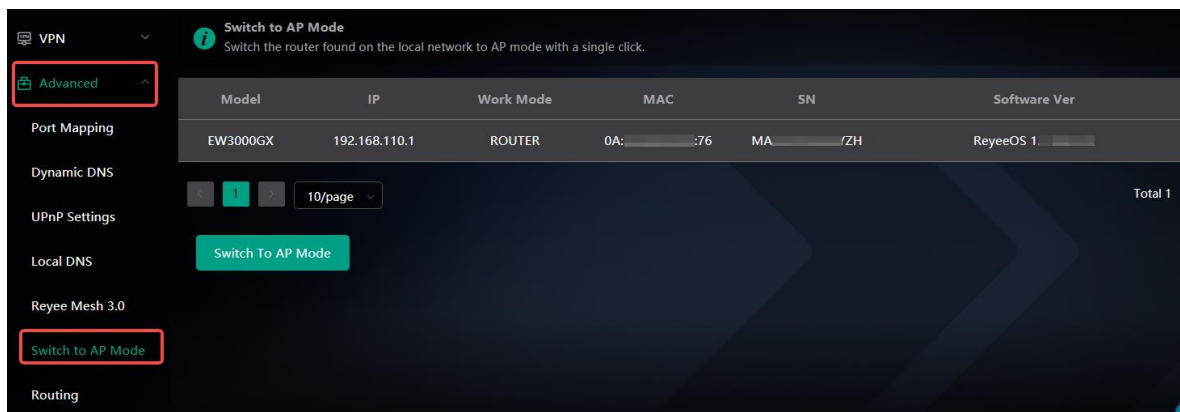 VPN
Advanced
Port Mapping
Dynamic DNS
UPnP Settings
Local DNS
Reyee Mesh 3.0
Switch to AP Mode
Routing
Switch to AP Mode
Switch the router found on the local network to AP mode with a single click.
Model IP Work Mode MAC SN Software Ver
EW3000GX 192.168.110.1 ROUTER 0A: :76 MA /ZH ReyeeOS 1.
1 10/page Total 1
Switch To AP Mode